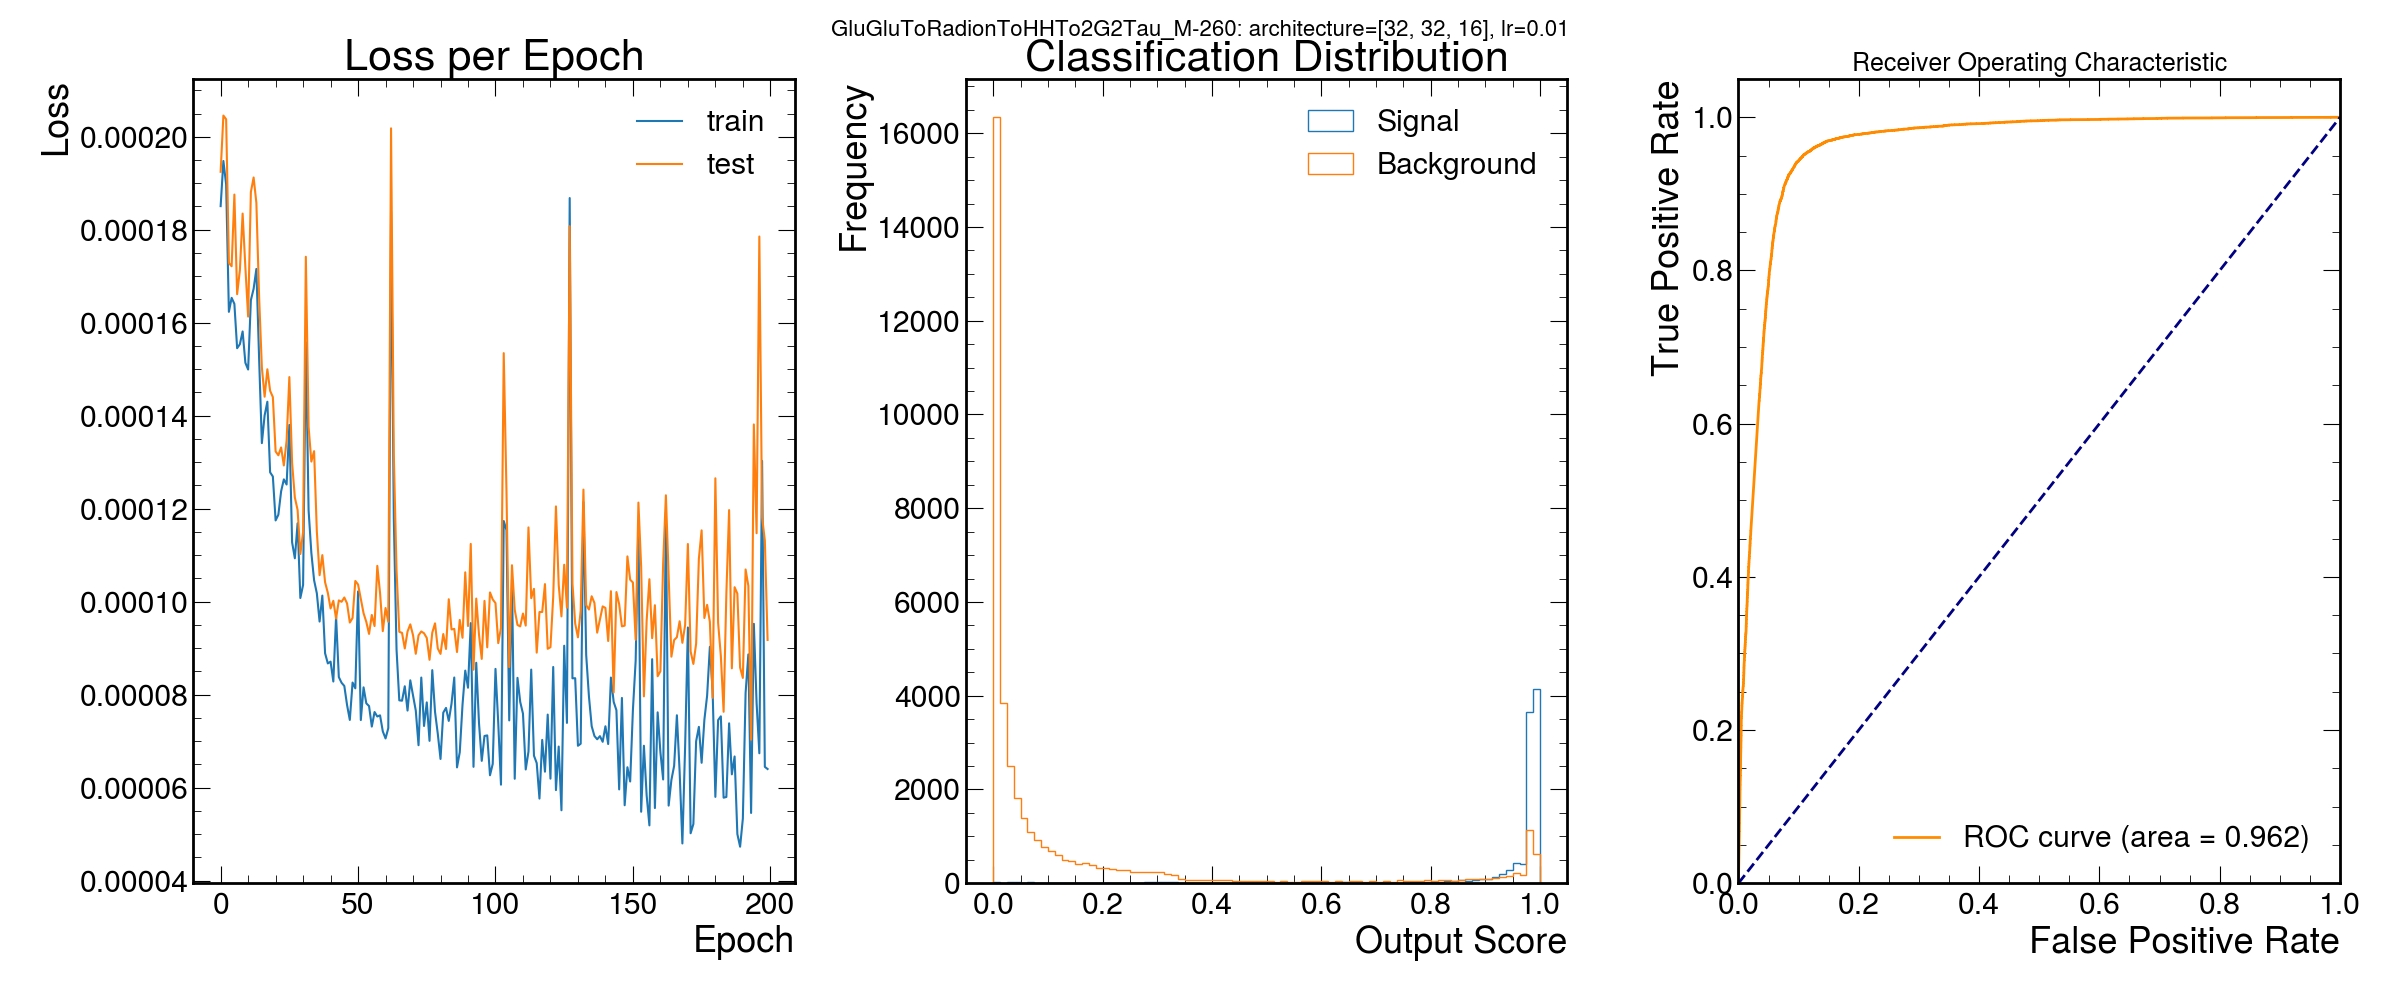 GluGluToRadionToHHTo2G2Tau_M-260: architecture=[32, 32, 16], lr=0.01
Loss per Epoch
Loss
0.00020
0.00018
0.00016
0.00014
0.00012
0.00010
0.00008
0.00006
0.00004
train
test
0 50 100 150 200
Epoch
Classification Distribution
Frequency
16000
14000
12000
10000
8000
6000
4000
2000
0
Signal
Background
0.0 0.2 0.4 0.6 0.8 1.0
Output Score
Receiver Operating Characteristic
True Positive Rate
1.0
0.8
0.6
0.4
0.2
0.0
ROC curve (area = 0.962)
0.0 0.2 0.4 0.6 0.8 1.0
False Positive Rate